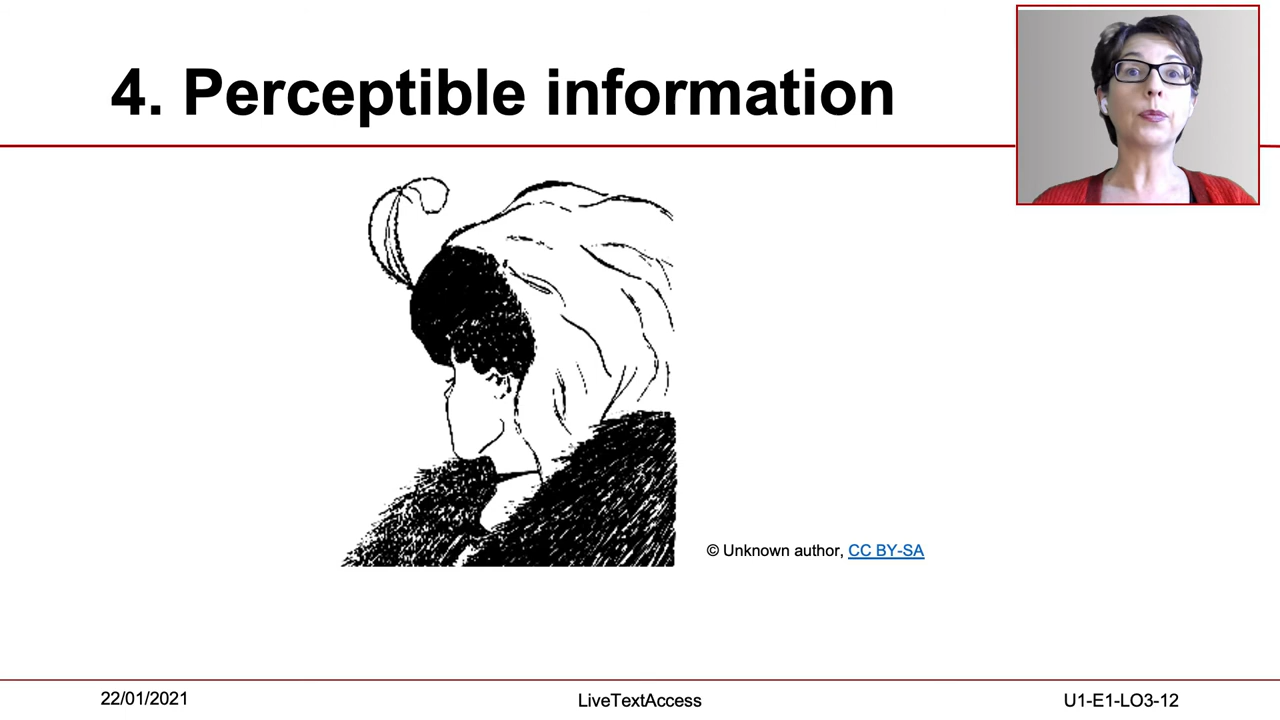 4. Perceptible information
© Unknown author, CC BY-SA
22/01/2021
LiveTextAccess
U1-E1-LO3-12